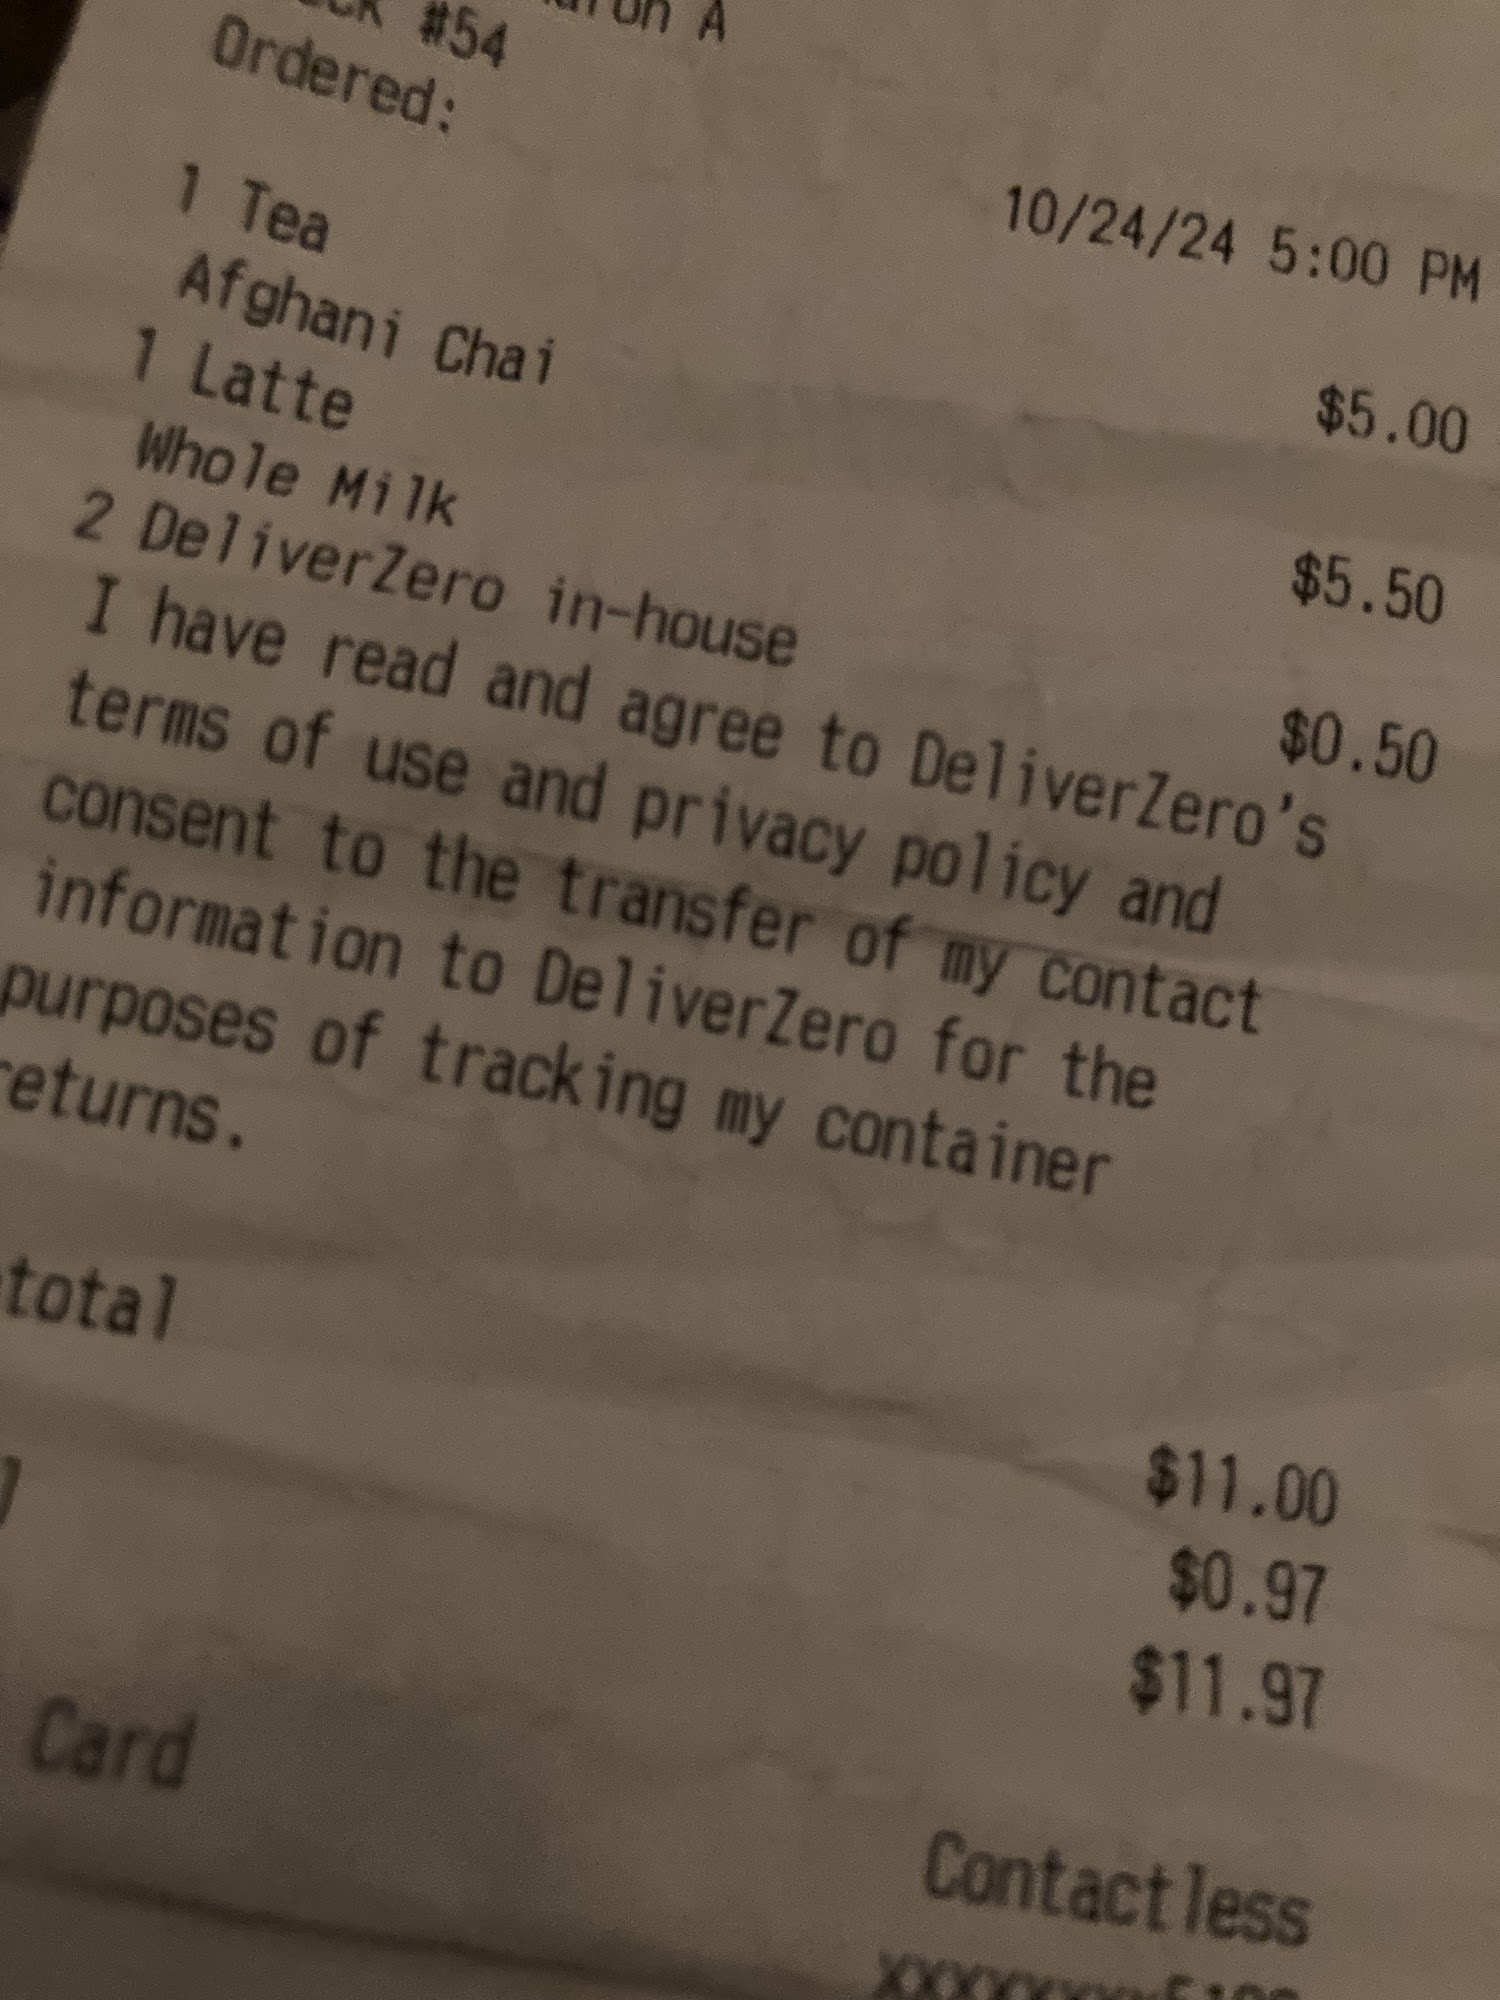 #54
A
Ordered:
10/24/24 5:00 PM
1 Tea
$5.00
Afghani Chai
1 Latte
$5.50
Whole Milk
2 DeliverZero in-house
$0.50
I have read and agree to DeliverZero's
terms of use and privacy policy and
consent to the transfer of my contact
information to DeliverZero for the
purposes of tracking my container
returns.
total
$11.00
$0.97
$11.97
Card
Contactless